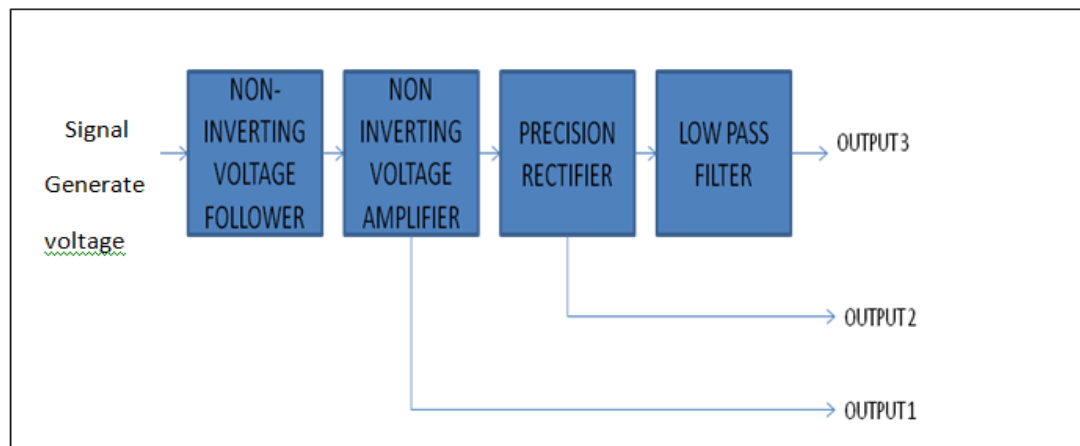 Signal
Generate
voltage
NON-
INVERTING
VOLTAGE
FOLLOWER
NON
INVERTING
VOLTAGE
AMPLIFIER
PRECISION
RECTIFIER
LOW PASS
FILTER
OUTPUT3
OUTPUT2
OUTPUT1